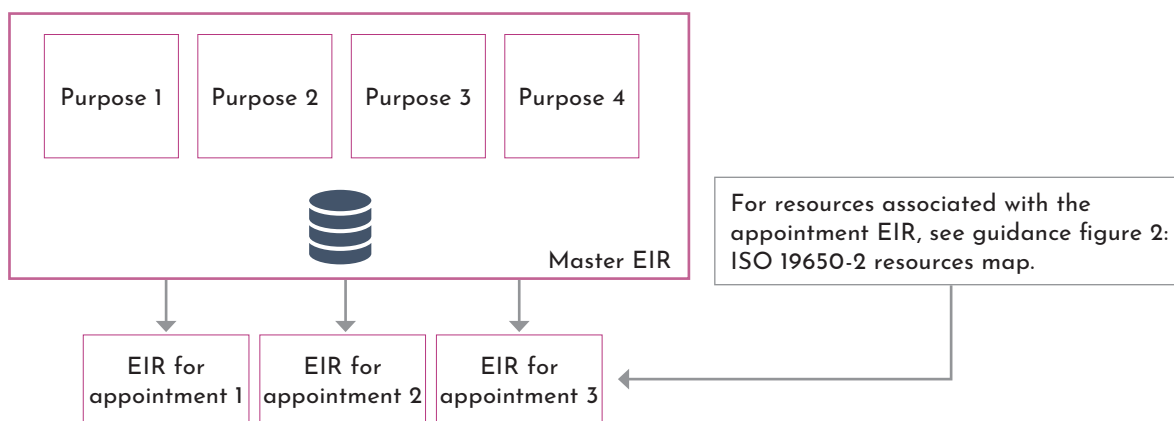 Purpose 1
Purpose 2
Purpose 3
Purpose 4
Master EIR
For resources associated with the
appointment EIR, see guidance figure 2:
ISO 19650-2 resources map.
EIR for
appointment 1
EIR for
appointment 2
EIR for
appointment 3